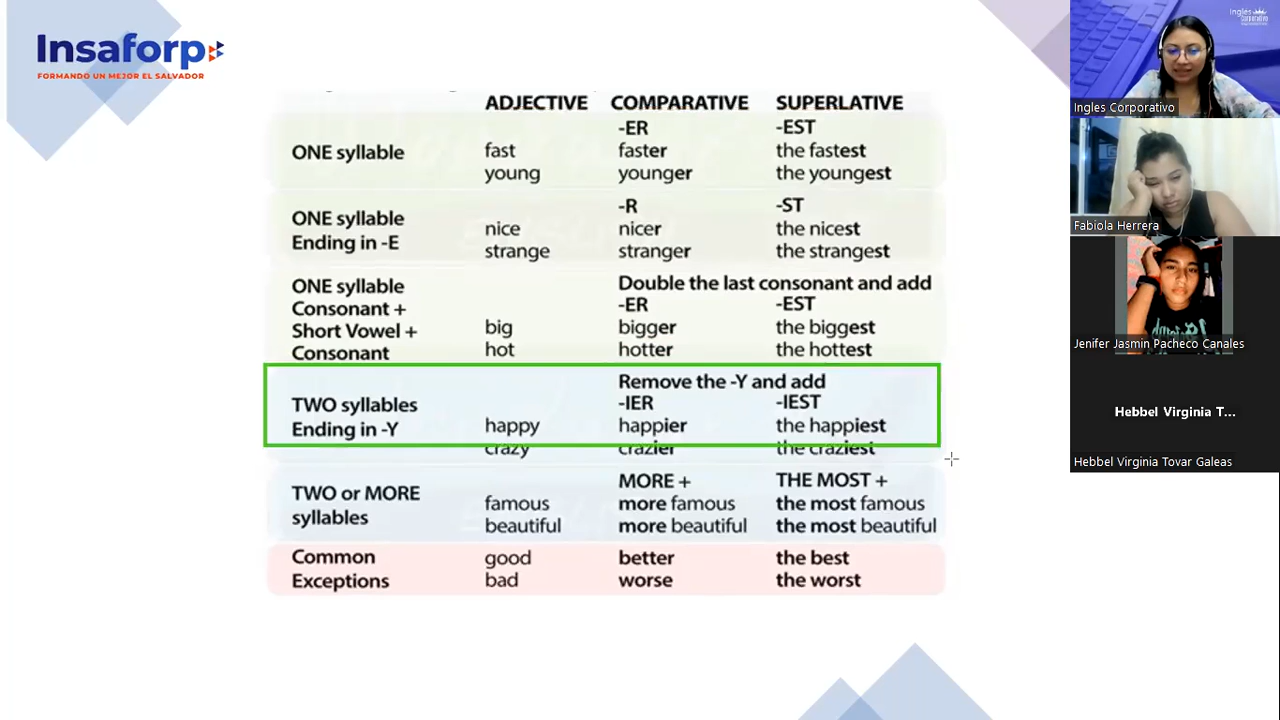 Insaforp
FORMANDO UN MEJOR EL SALVADOR
ADJECTIVE COMPARATIVE SUPERLATIVE
ONE syllable
-ER -EST
fast faster the fastest
young younger the youngest
ONE syllable
Ending in -E
-R -ST
nice nicer the nicest
strange stranger the strangest
ONE syllable
Consonant +
Short Vowel +
Consonant
Double the last consonant and add
-ER -EST
big bigger the biggest
hot hotter the hottest
TWO syllables
Ending in -Y
Remove the -Y and add
-IER -IEST
happy happier the happiest
crazy crazier the craziest
TWO or MORE
syllables
MORE + THE MOST +
famous more famous the most famous
beautiful more beautiful the most beautiful
Common
Exceptions
good better the best
bad worse the worst
Ingles
Corporativo
Ingles Corporativo
Fabiola Herrera
Jenifer Jasmin Pacheco Canales
Hebbel Virginia T...
Hebbel Virginia Tovar Galeas